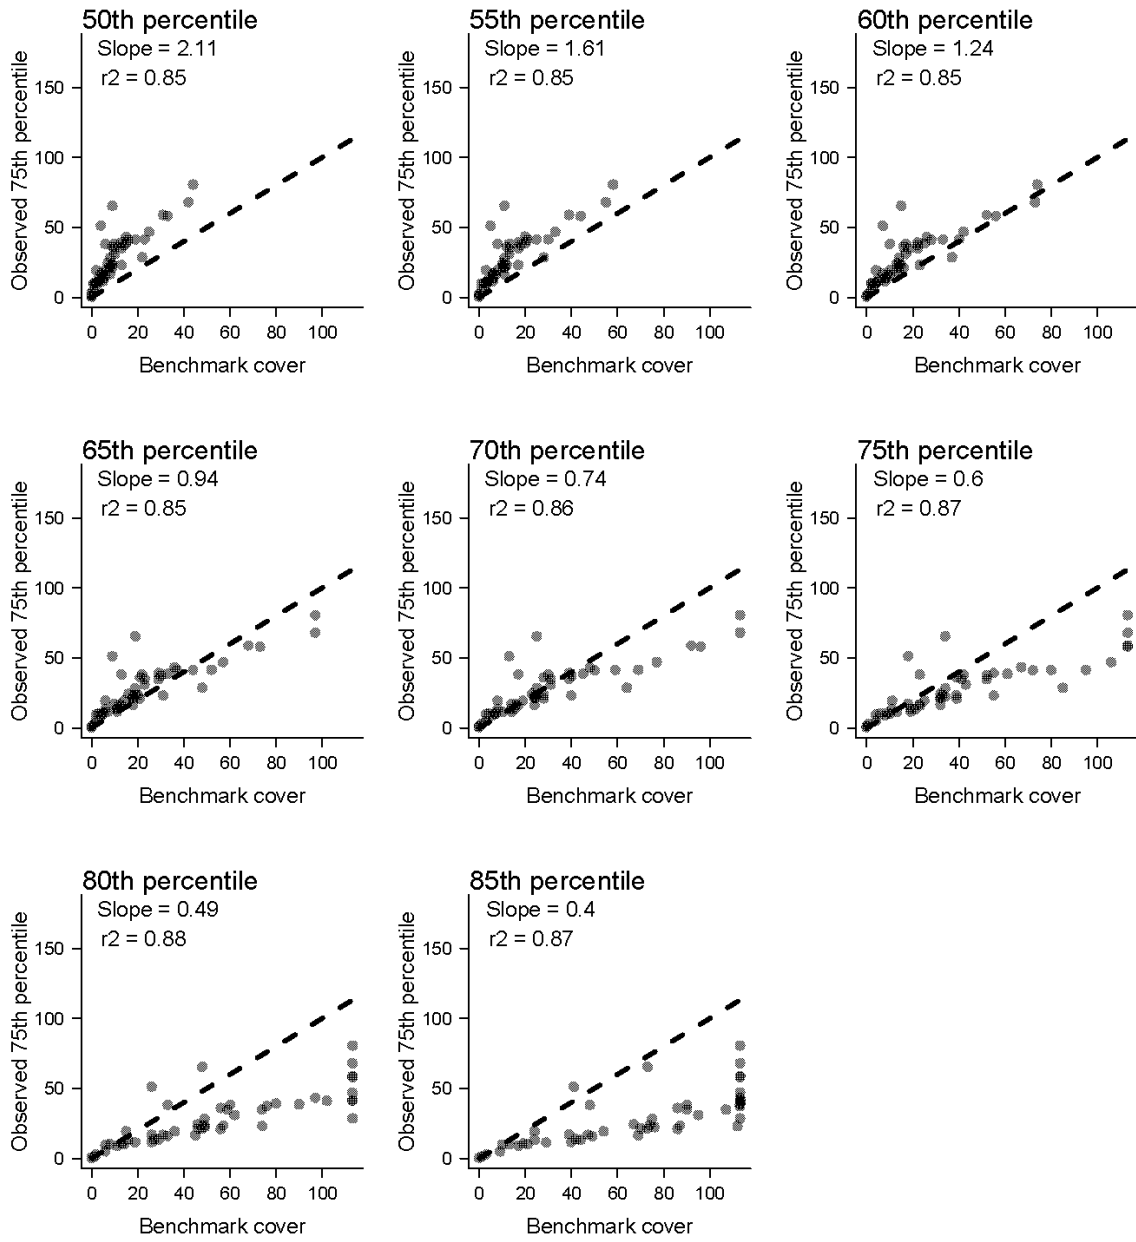 50th percentile
Slope = 2.11
r2 = 0.85
Observed 75th percentile
150
100
50
0
0 20 40 60 80 100
Benchmark cover
55th percentile
Slope = 1.61
r2 = 0.85
Observed 75th percentile
150
100
50
0
0 20 40 60 80 100
Benchmark cover
60th percentile
Slope = 1.24
r2 = 0.85
Observed 75th percentile
150
100
50
0
0 20 40 60 80 100
Benchmark cover
65th percentile
Slope = 0.94
r2 = 0.85
Observed 75th percentile
150
100
50
0
0 20 40 60 80 100
Benchmark cover
70th percentile
Slope = 0.74
r2 = 0.86
Observed 75th percentile
150
100
50
0
0 20 40 60 80 100
Benchmark cover
75th percentile
Slope = 0.6
r2 = 0.87
Observed 75th percentile
150
100
50
0
0 20 40 60 80 100
Benchmark cover
80th percentile
Slope = 0.49
r2 = 0.88
Observed 75th percentile
150
100
50
0
0 20 40 60 80 100
Benchmark cover
85th percentile
Slope = 0.4
r2 = 0.87
Observed 75th percentile
150
100
50
0
0 20 40 60 80 100
Benchmark cover